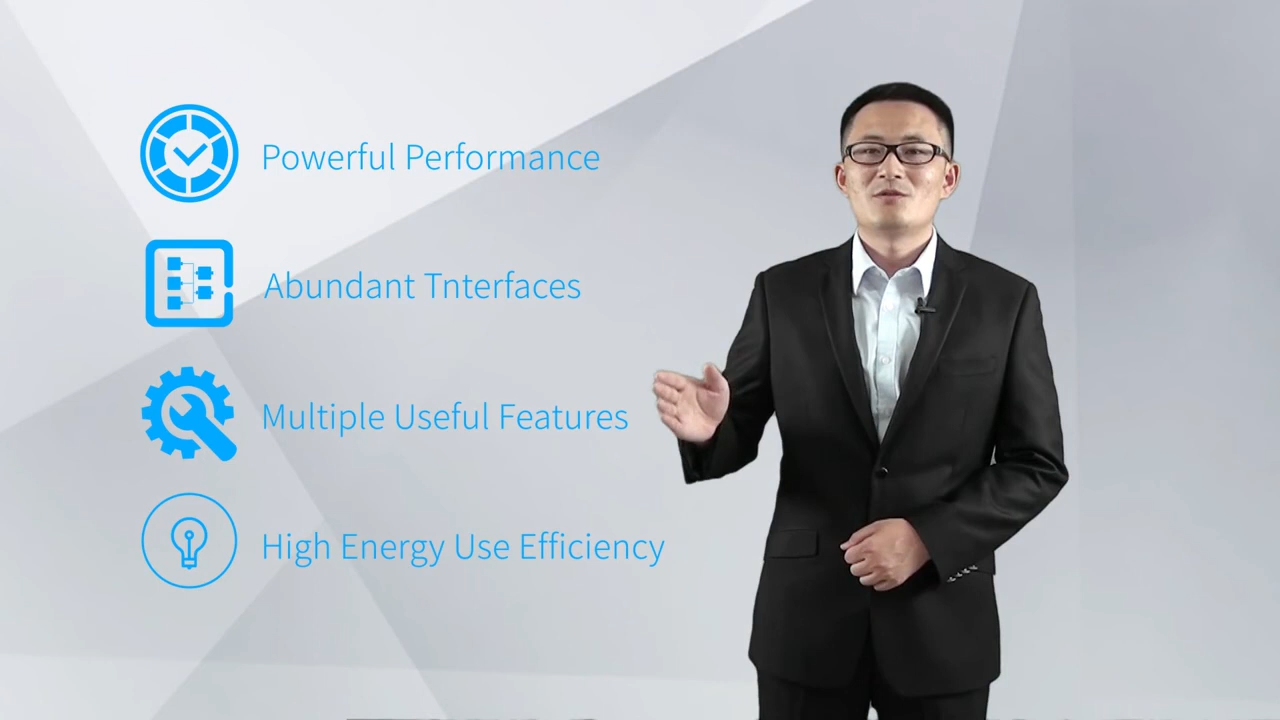 Powerful Performance
Abundant Tnterfaces
Multiple Useful Features
High Energy Use Efficiency